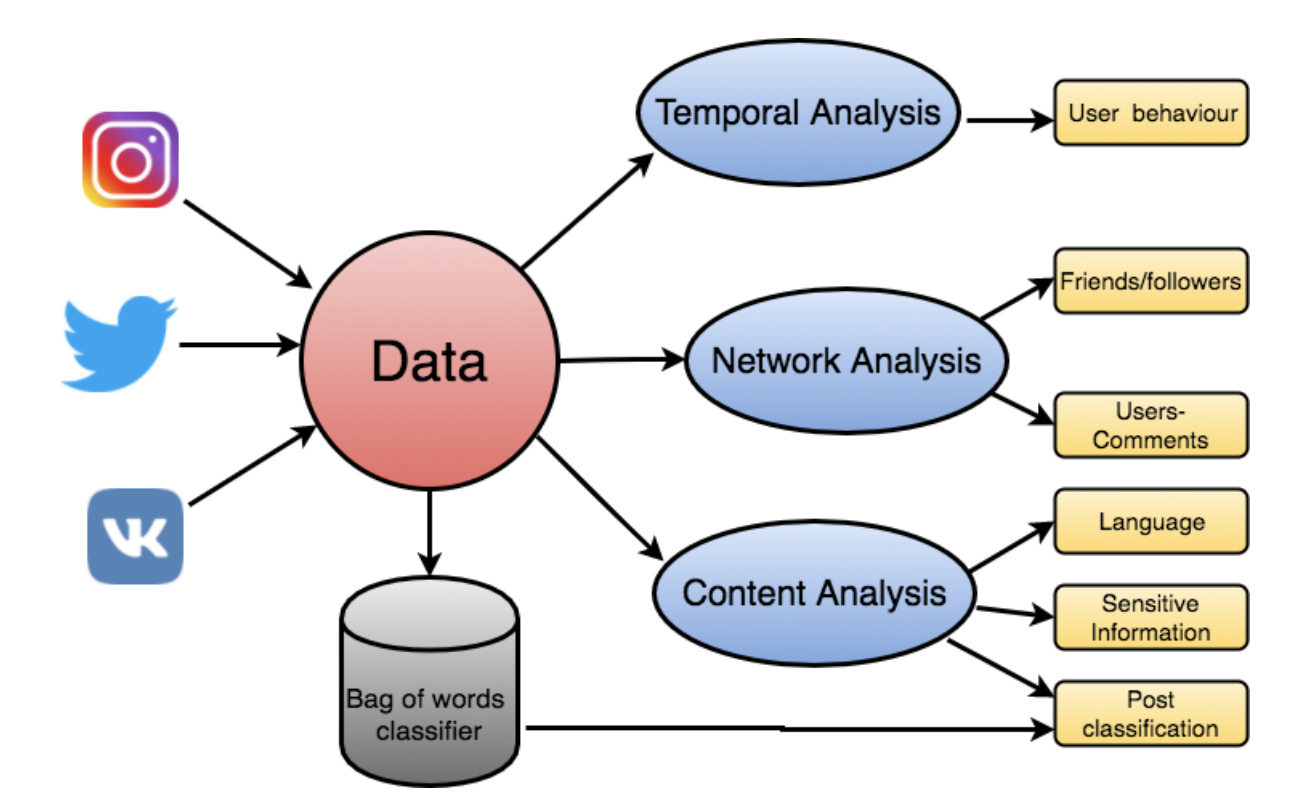 Temporal Analysis
User behaviour
Friends/followers
Data
Network Analysis
Users-
Comments
VK
Language
Content Analysis
Sensitive
Information
Bag of words
classifier
Post
classification